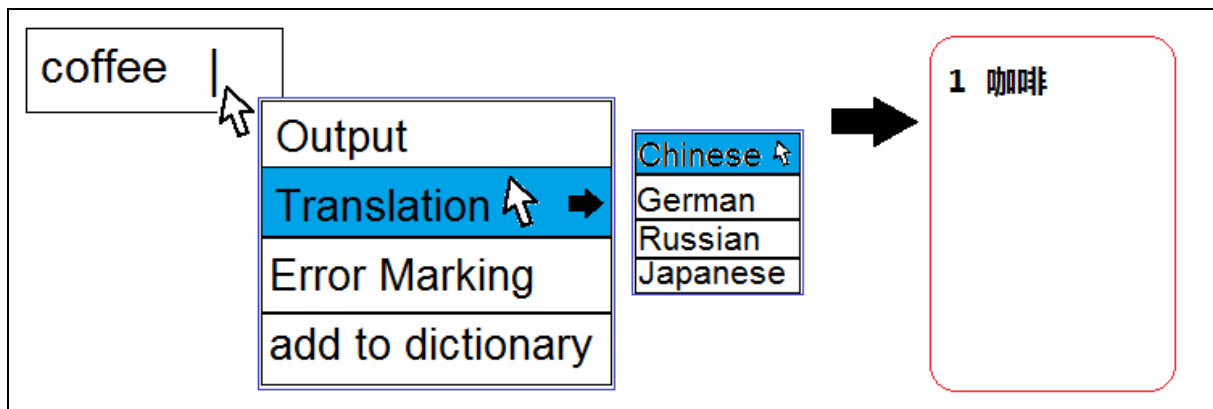 coffee
Output
Translation
Error Marking
add to dictionary
Chinese
German
Russian
Japanese
1 咖啡